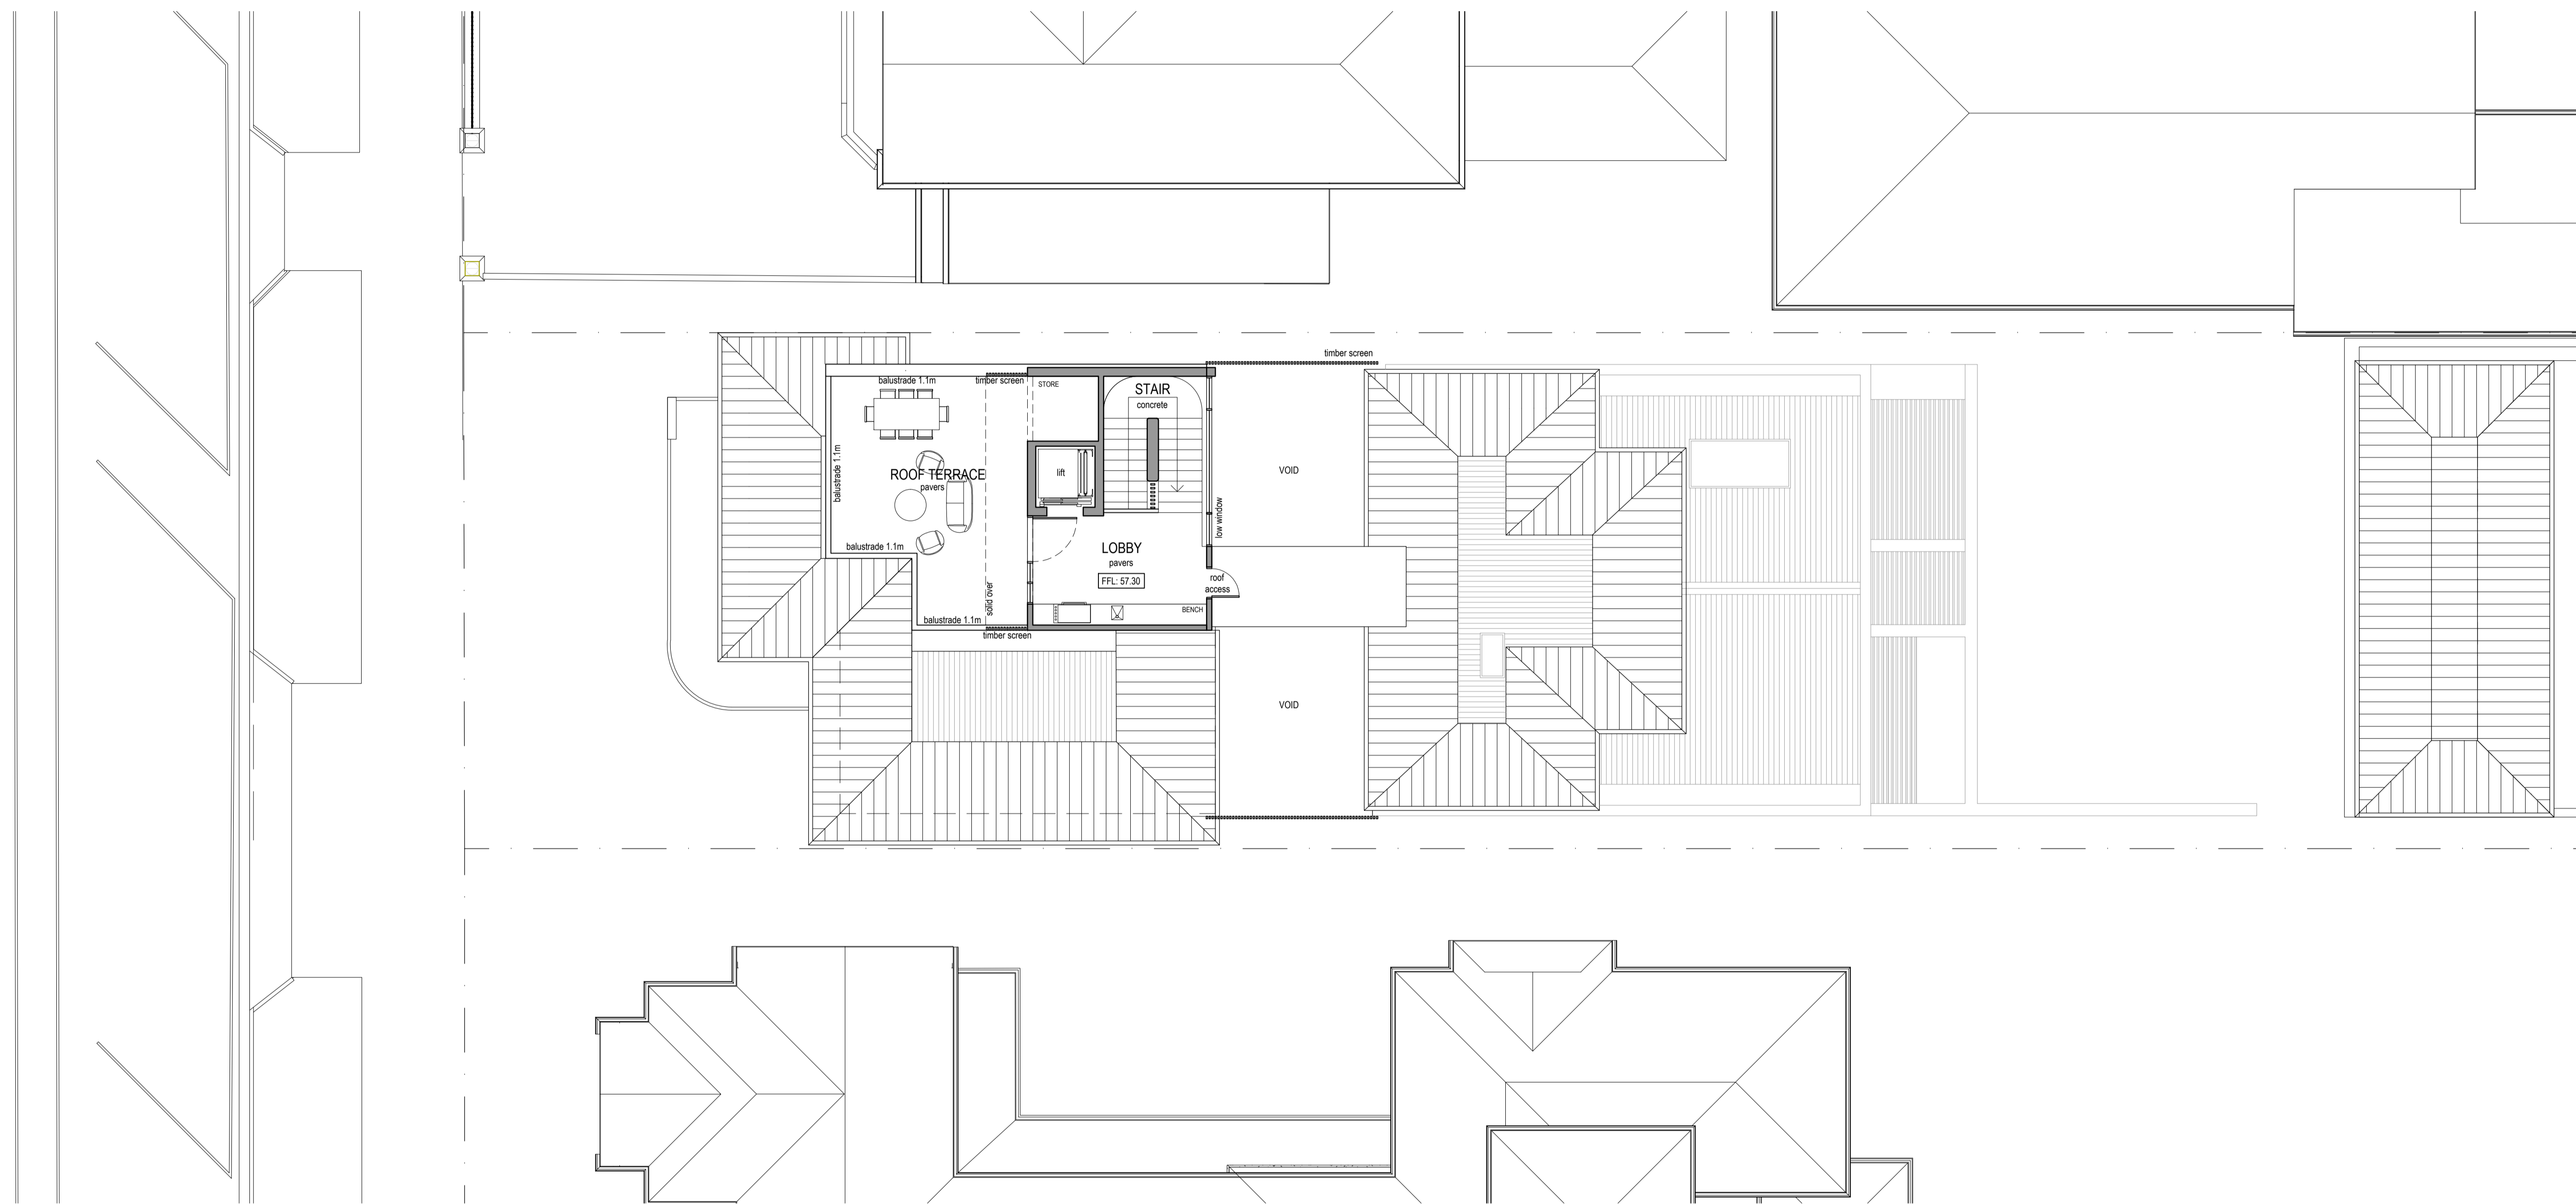 timber screen
balustrade 1.1m
timber screen
STORE
STAIR
concrete
balustrade 1.1m
ROOF TERRACE
pavers
lift
VOID
low window
balustrade 1.1m
LOBBY
pavers
FFL: 57.30
roof
access
solid over
BENCH
balustrade 1.1m
timber screen
VOID